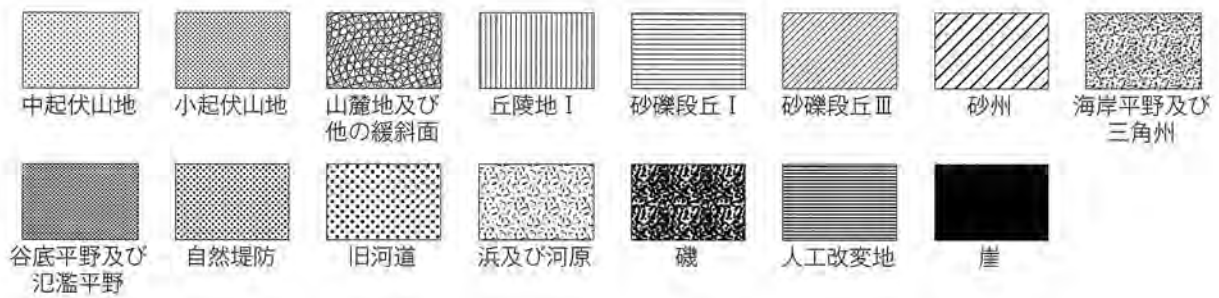 中起伏山地
小起伏山地
山麓地及び
他の緩斜面
丘陵地Ⅰ
砂礫段丘Ⅰ
砂礫段丘Ⅲ
砂州
海岸平野及び
三角州
谷底平野及び
氾濫平野
自然堤防
旧河道
浜及び河原
磯
人工改変地
崖